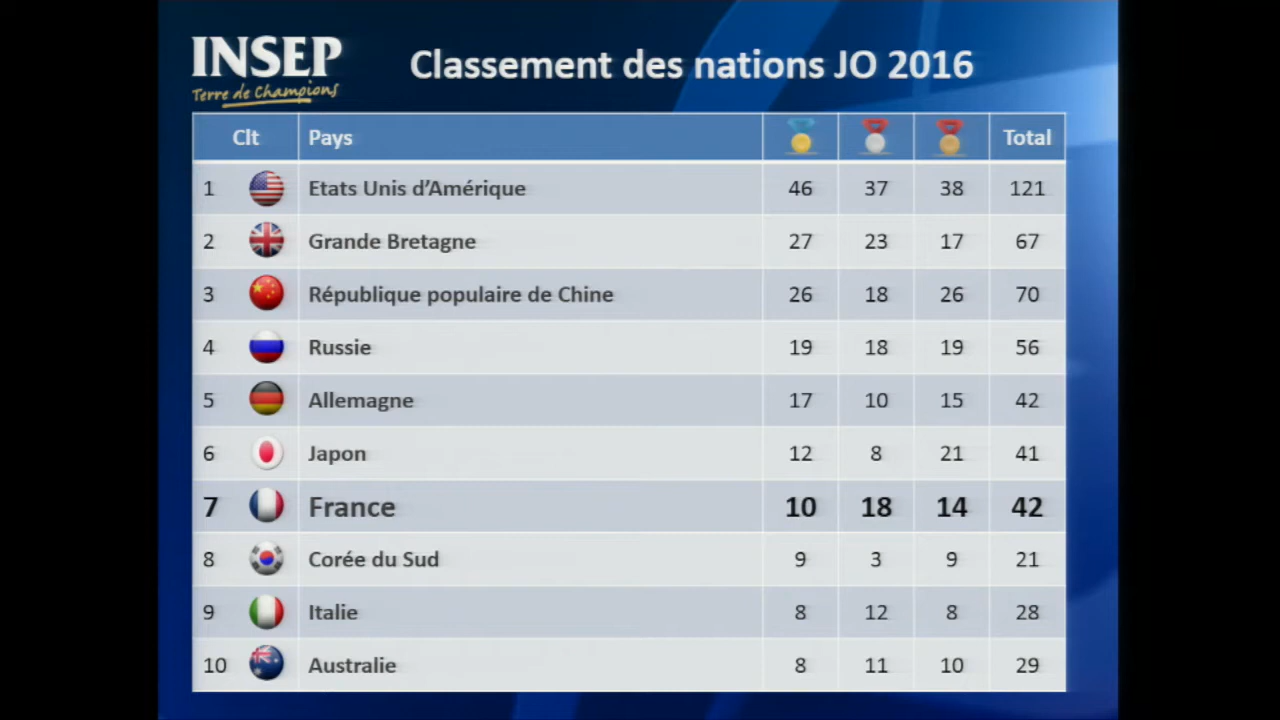 INSEP
Terre de Champions
Classement des nations JO 2016
Clt Pays Total
1 Etats Unis d’Amérique 46 37 38 121
2 Grande Bretagne 27 23 17 67
3 République populaire de Chine 26 18 26 70
4 Russie 19 18 19 56
5 Allemagne 17 10 15 42
6 Japon 12 8 21 41
7 France 10 18 14 42
8 Corée du Sud 9 3 9 21
9 Italie 8 12 8 28
10 Australie 8 11 10 29